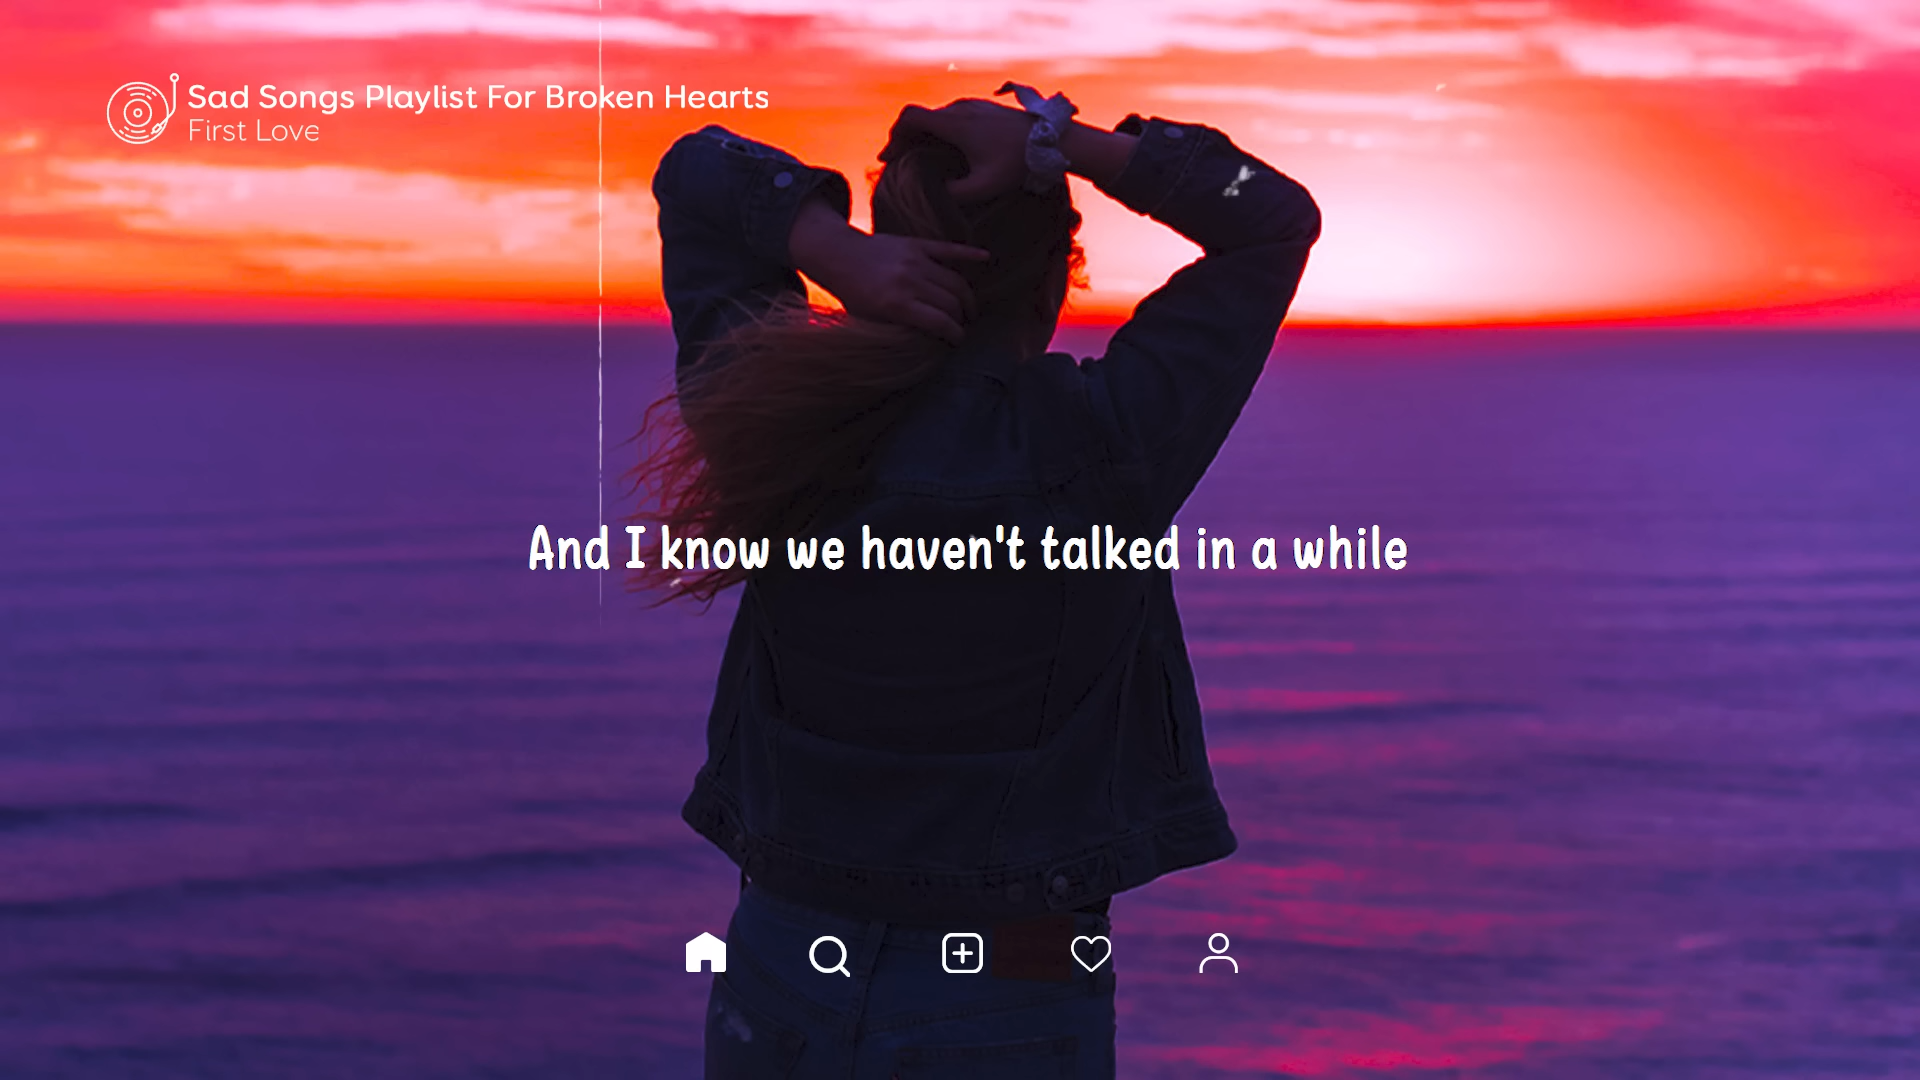 Sad Songs Playlist For Broken Hearts
First Love
And I know we haven't talked in a while